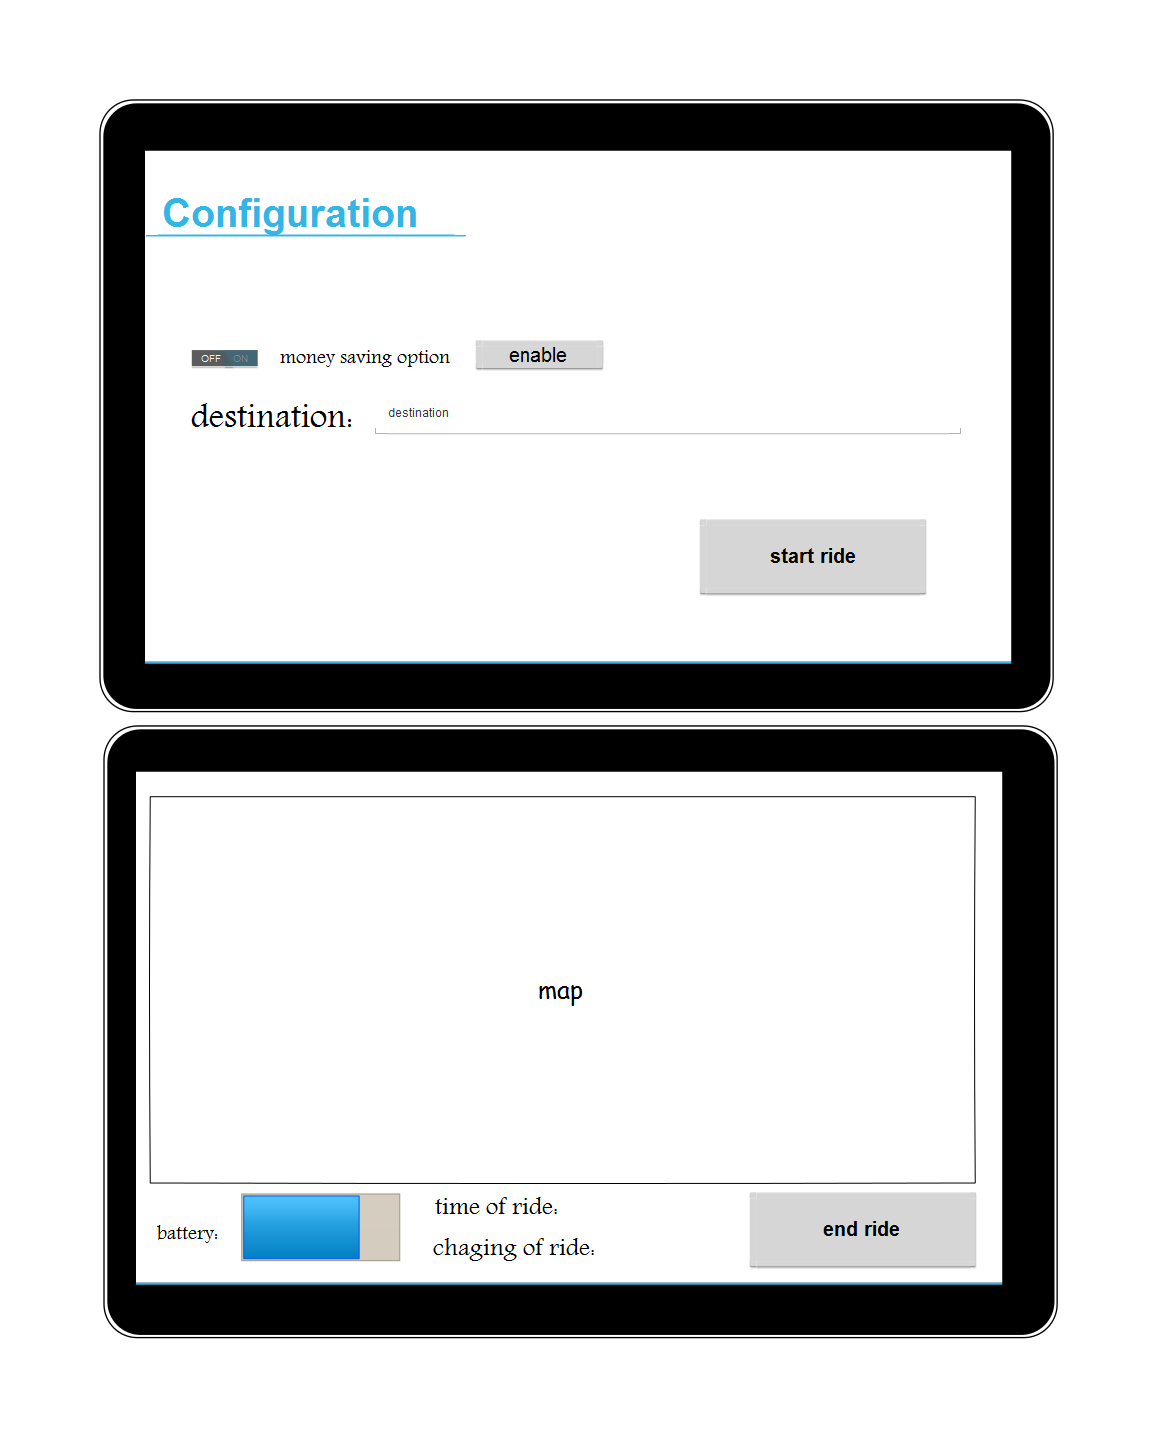 Configuration
OFF ON money saving option enable
destination: destination
start ride
map
battery: time of ride: end ride
chaging of ride: